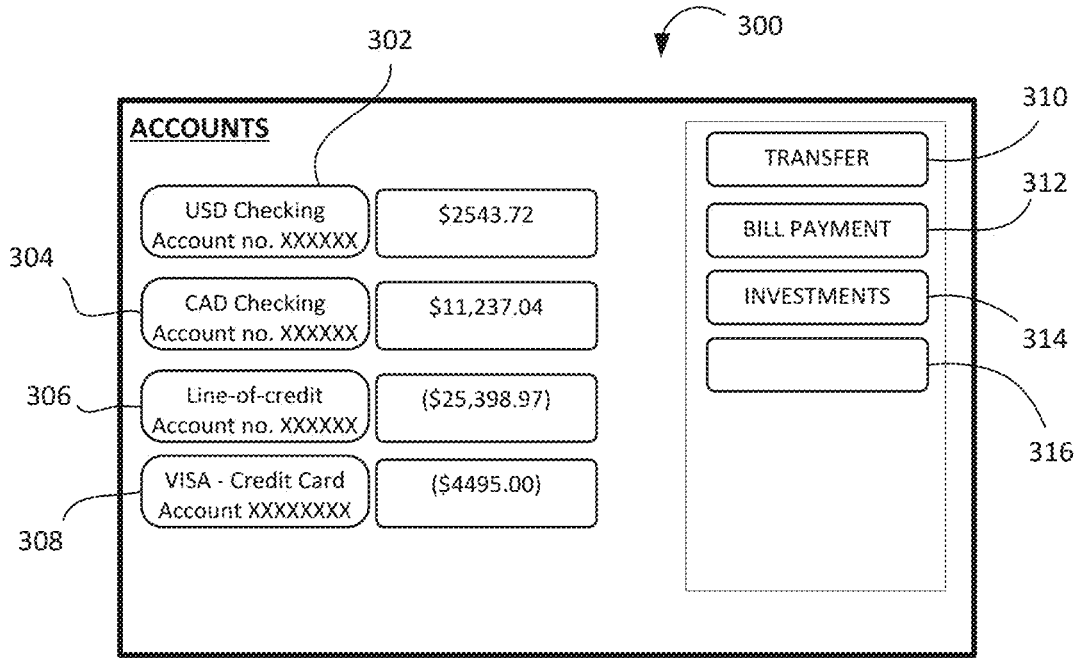 300
302
310
ACCOUNTS
TRANSFER
312
USD Checking
Account no. XXXXXX
$2543.72
BILL PAYMENT
304
CAD Checking
Account no. XXXXXX
$11,237.04
INVESTMENTS
314
306
Line-of-credit
Account no. XXXXXX
($25,398.97)
316
VISA - Credit Card
Account XXXXXXXX
($4495.00)
308